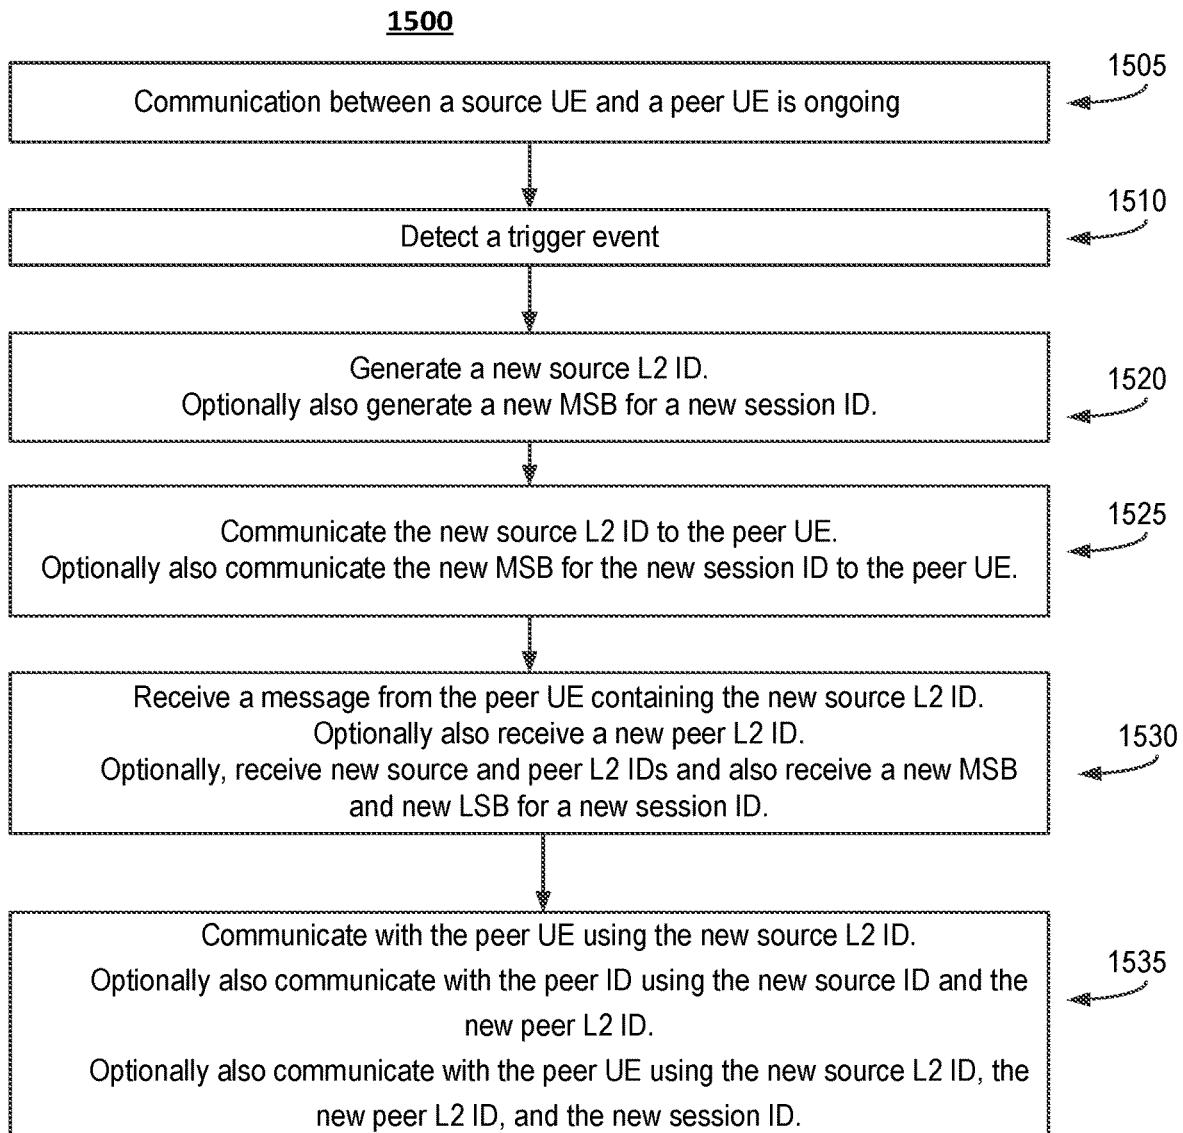 1500
Communication between a source UE and a peer UE is ongoing
1505
Detect a trigger event
1510
Generate a new source L2 ID.
Optionally also generate a new MSB for a new session ID.
1520
Communicate the new source L2 ID to the peer UE.
Optionally also communicate the new MSB for the new session ID to the peer UE.
1525
Receive a message from the peer UE containing the new source L2 ID.
Optionally also receive a new peer L2 ID.
Optionally, receive new source and peer L2 IDs and also receive a new MSB
and new LSB for a new session ID.
1530
Communicate with the peer UE using the new source L2 ID.
Optionally also communicate with the peer ID using the new source ID and the
new peer L2 ID.
Optionally also communicate with the peer UE using the new source L2 ID, the
new peer L2 ID, and the new session ID.
1535